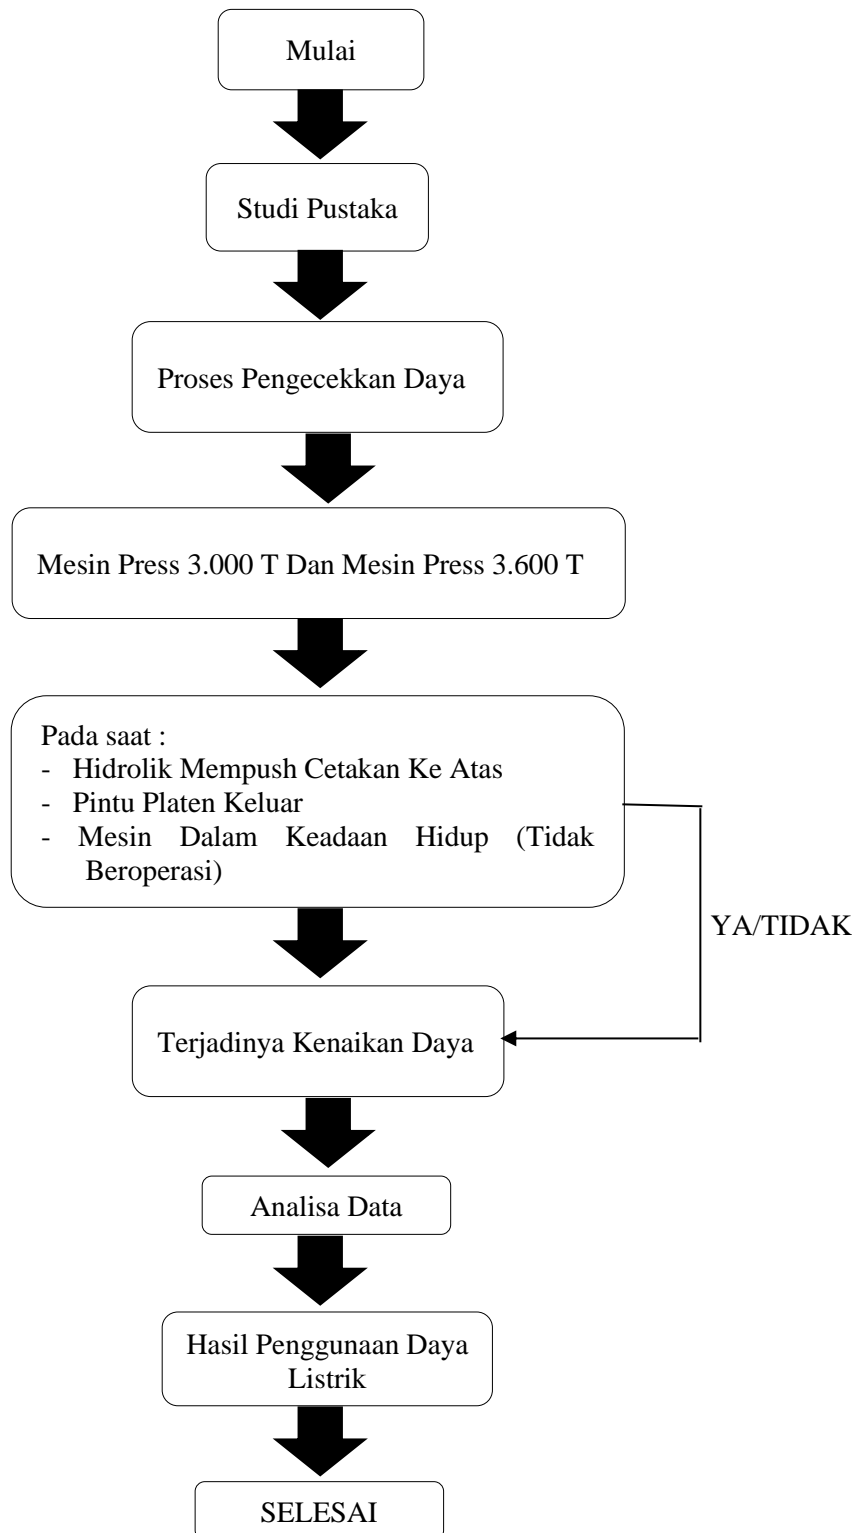 Mulai
Studi Pustaka
Proses Pengecekkan Daya
Mesin Press 3.000 T Dan Mesin Press 3.600 T
Pada saat :
- Hidrolik Mempush Cetakan Ke Atas
- Pintu Platen Keluar
- Mesin Dalam Keadaan Hidup (Tidak
Beroperasi)
YA/TIDAK
Terjadinya Kenaikan Daya
Analisa Data
Hasil Penggunaan Daya
Listrik
SELESAI